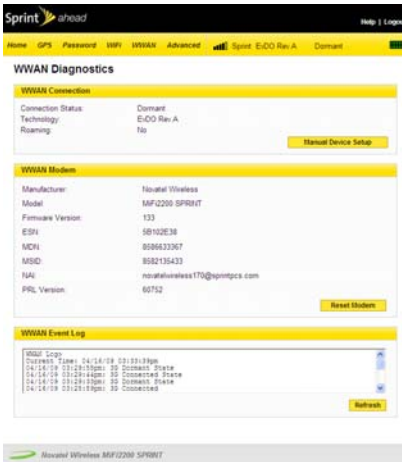 Sprint ahead
Help | Logout
Home GPS Password WiFi WWAN Advanced Sprint EvDO Rev A Dormant
WWAN Diagnostics
WWAN Connection
Connection Status: Dormant
Technology: EvDO Rev A
Roaming: No
Manual Device Setup
WWAN Modem
Manufacturer: Novatel Wireless
Model MiFi2200 SPRINT
Firmware Version: 133
ESN: 5B102E38
MDN: 8586633367
MSID: 8582135433
NAI: novatelwireless170@sprintpcs.com
PRL Version: 60752
Reset Modem
WWAN Event Log
WWAN Logy
Current Time: 04/16/09 03:33:39pm
04/16/09 03:29:55pm: 3G Dormant State
04/16/09 03:29:44pm: 3G Connected State
04/16/09 03:29:33pm: 3G Dormant State
04/16/09 03:25:55pm: 3G Connected
Refresh
Novatel Wireless MiFi2200 SPRINT